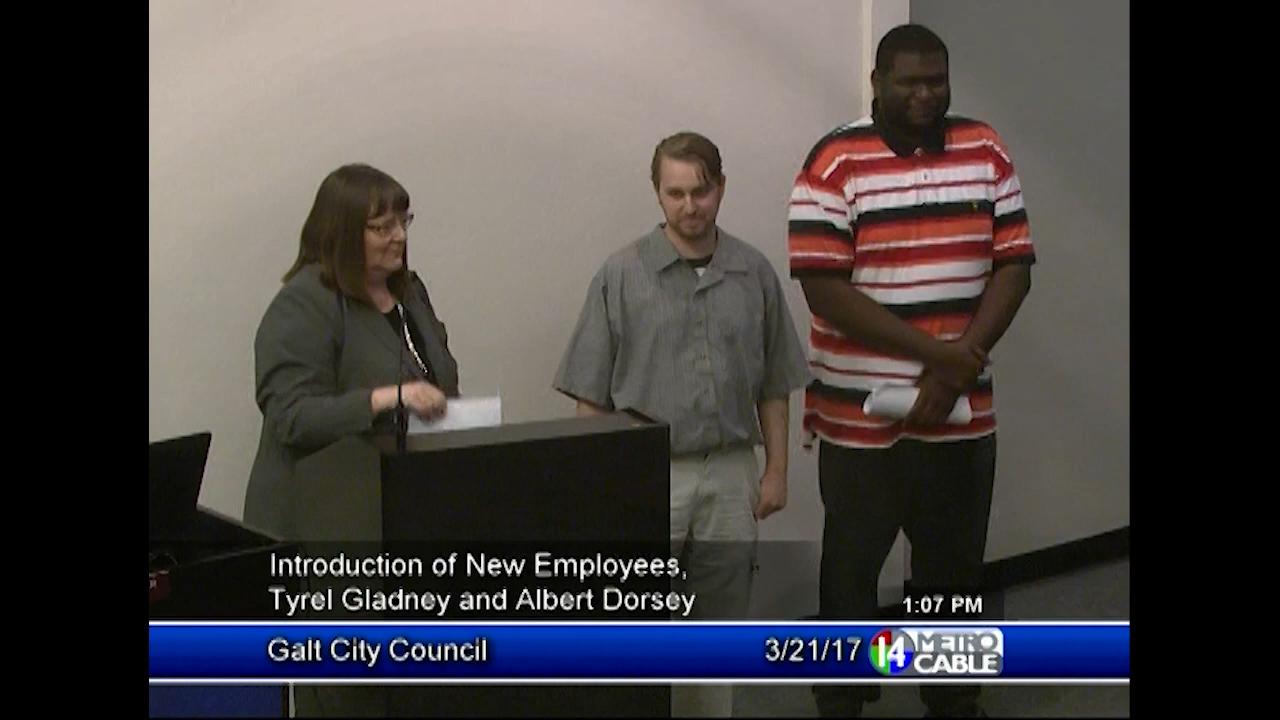 Introduction of New Employees,
Tyrel Gladney and Albert Dorsey
1:07 PM
Galt City Council
3/21/17
14 METRO
CABLE